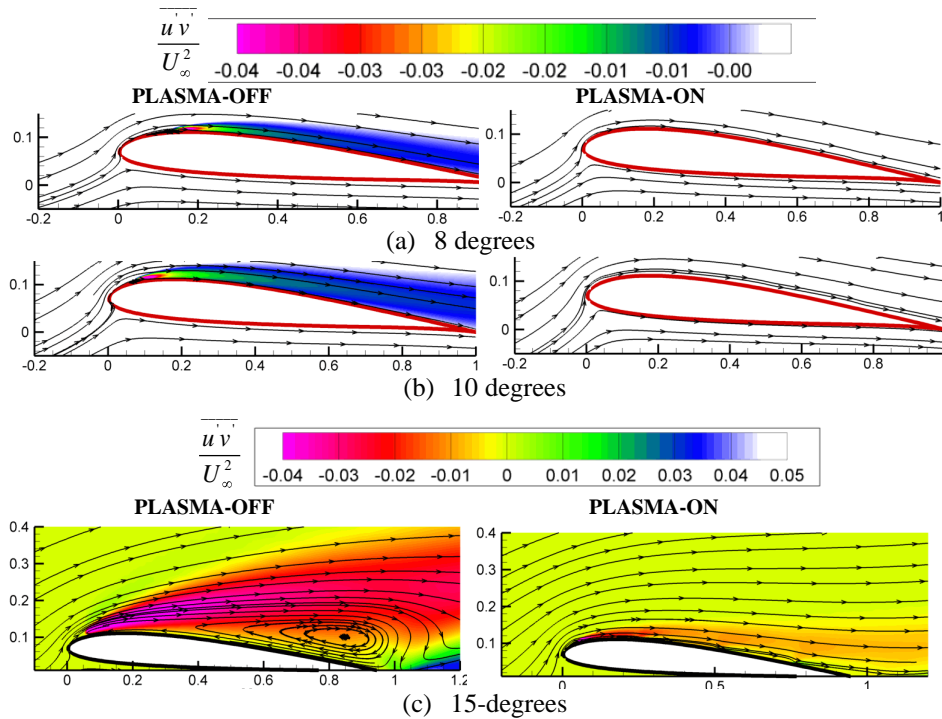 u'v'
U∞²
-0.04 -0.04 -0.03 -0.03 -0.02 -0.02 -0.01 -0.01 -0.00
PLASMA-OFF PLASMA-ON
0.1 0.1
0 0
-0.2 0 0.2 0.4 0.6 0.8 -0.2 0 0.2 0.4 0.6 0.8 1
(a) 8 degrees
0.1 0.1
0 0
-0.2 0 0.2 0.4 0.6 0.8 1 -0.2 0 0.2 0.4 0.6 0.8 1
(b) 10 degrees
u'v'
U∞²
-0.04 -0.03 -0.02 -0.01 0 0.01 0.02 0.03 0.04 0.05
PLASMA-OFF PLASMA-ON
0.4 0.4
0.3 0.3
0.2 0.2
0.1 0.1
0 0.2 0.4 0.6 0.8 1 1.2 0 0.5 1
(c) 15-degrees